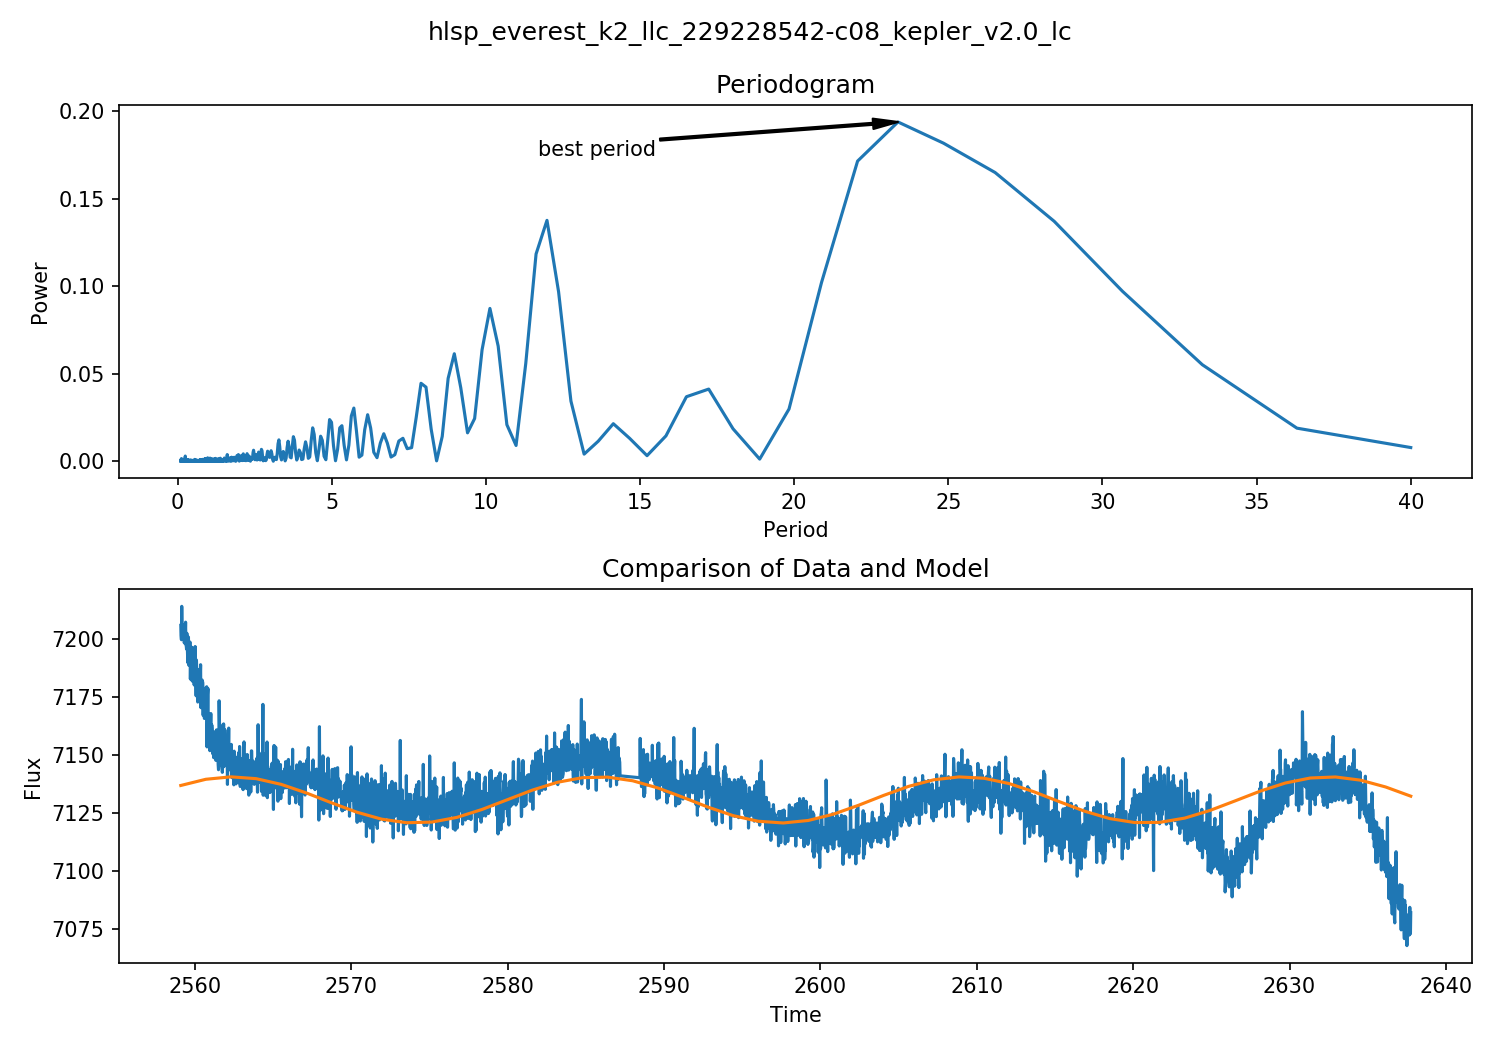 hlsp_everest_k2_llc_229228542-c08_kepler_v2.0_lc
Periodogram
0.20
0.15
0.10
0.05
0.00
Power
best period
0 5 10 15 20 25 30 35 40
Period
Comparison of Data and Model
7200
7175
7150
7125
7100
7075
Flux
2560 2570 2580 2590 2600 2610 2620 2630 2640
Time